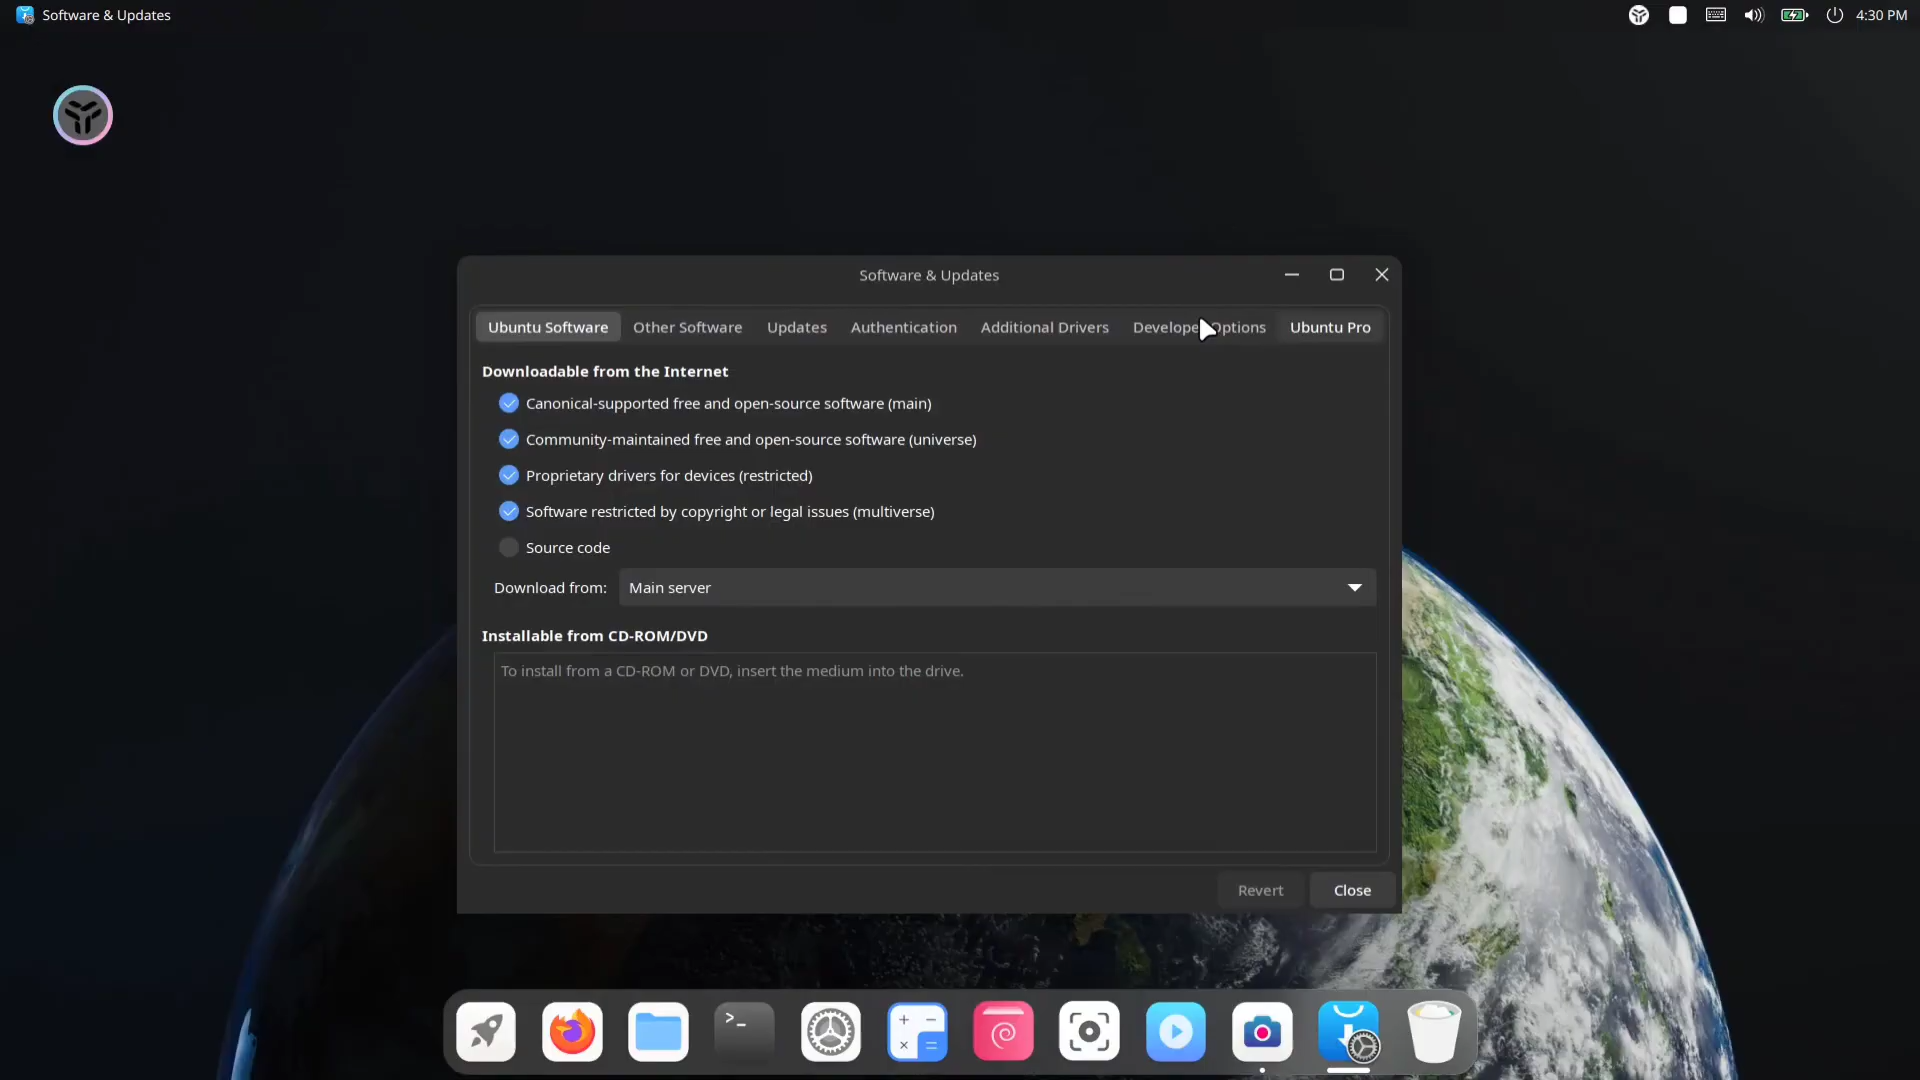 Software & Updates
4:30 PM
Software & Updates
Ubuntu Software Other Software Updates Authentication Additional Drivers Developer Options Ubuntu Pro
Downloadable from the Internet
Canonical-supported free and open-source software (main)
Community-maintained free and open-source software (universe)
Proprietary drivers for devices (restricted)
Software restricted by copyright or legal issues (multiverse)
Source code
Download from: Main server
Installable from CD-ROM/DVD
To install from a CD-ROM or DVD, insert the medium into the drive.
Revert Close